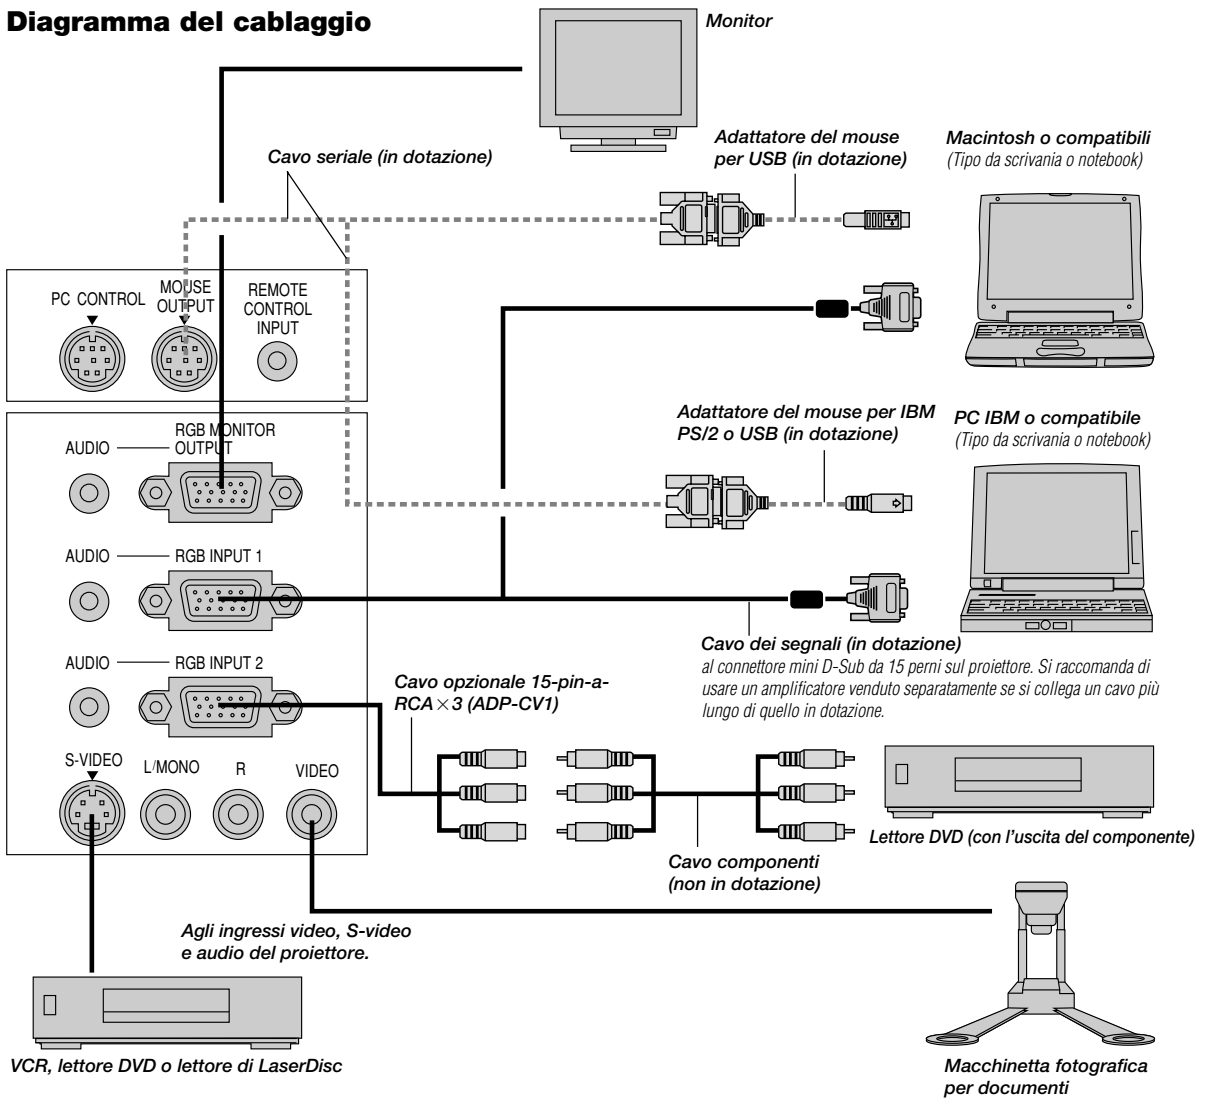 Diagramma del cablaggio
Monitor
Cavo seriale (in dotazione)
Adattatore del mouse
per USB (in dotazione)
Macintosh o compatibili
(Tipo da scrivania o notebook)
PC CONTROL
MOUSE
OUTPUT
REMOTE
CONTROL
INPUT
Adattatore del mouse per IBM
PS/2 o USB (in dotazione)
PC IBM o compatibile
(Tipo da scrivania o notebook)
AUDIO
RGB MONITOR
OUTPUT
AUDIO
RGB INPUT 1
Cavo dei segnali (in dotazione)
al connettore mini D-Sub da 15 perni sul proiettore. Si raccomanda di
usare un amplificatore venduto separatamente se si collega un cavo più
lungo di quello in dotazione.
AUDIO
RGB INPUT 2
Cavo opzionale 15-pin-a-
RCA×3 (ADP-CV1)
S-VIDEO
L/MONO
R
VIDEO
Lettore DVD (con l'uscita del componente)
Cavo componenti
(non in dotazione)
Agli ingressi video, S-video
e audio del proiettore.
VCR, lettore DVD o lettore di LaserDisc
Macchinetta fotografica
per documenti